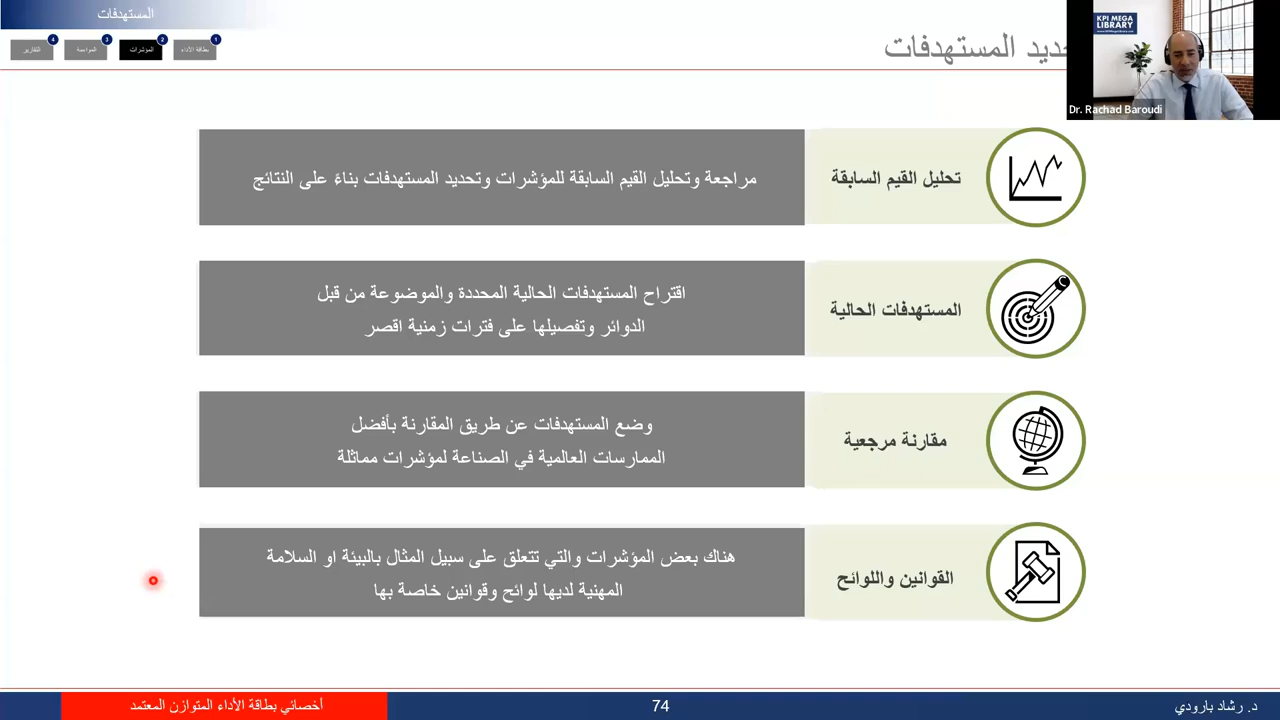 المستهدفات
1
بطاقة الأداء
2
المؤشرات
3
المواءمة
4
التقارير
المستهدفات
KPI MEGA
LIBRARY
Dr. Rachad Baroudi
تحليل القيم السابقة
مراجعة وتحليل القيم السابقة للمؤشرات وتحديد المستهدفات بناءً على النتائج
المستهدفات الحالية
اقتراح المستهدفات الحالية المحددة والموضوعة من قبل
الدوائر وتفصيلها على فترات زمنية اقصر
مقارنة مرجعية
وضع المستهدفات عن طريق المقارنة بأفضل
الممارسات العالمية في الصناعة لمؤشرات مماثلة
القوانين واللوائح
هناك بعض المؤشرات والتي تتعلق على سبيل المثال بالبيئة او السلامة
المهنية لديها لوائح وقوانين خاصة بها
د. رشاد بارودي
74
أخصائي بطاقة الأداء المتوازن المعتمد